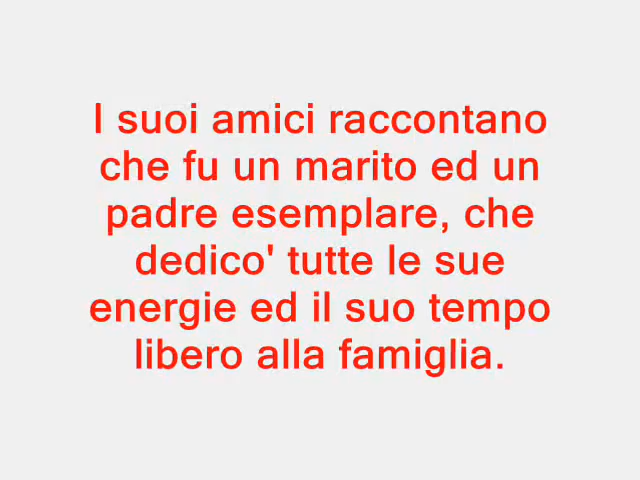 I suoi amici raccontano
che fu un marito ed un
padre esemplare, che
dedico' tutte le sue
energie ed il suo tempo
libero alla famiglia.